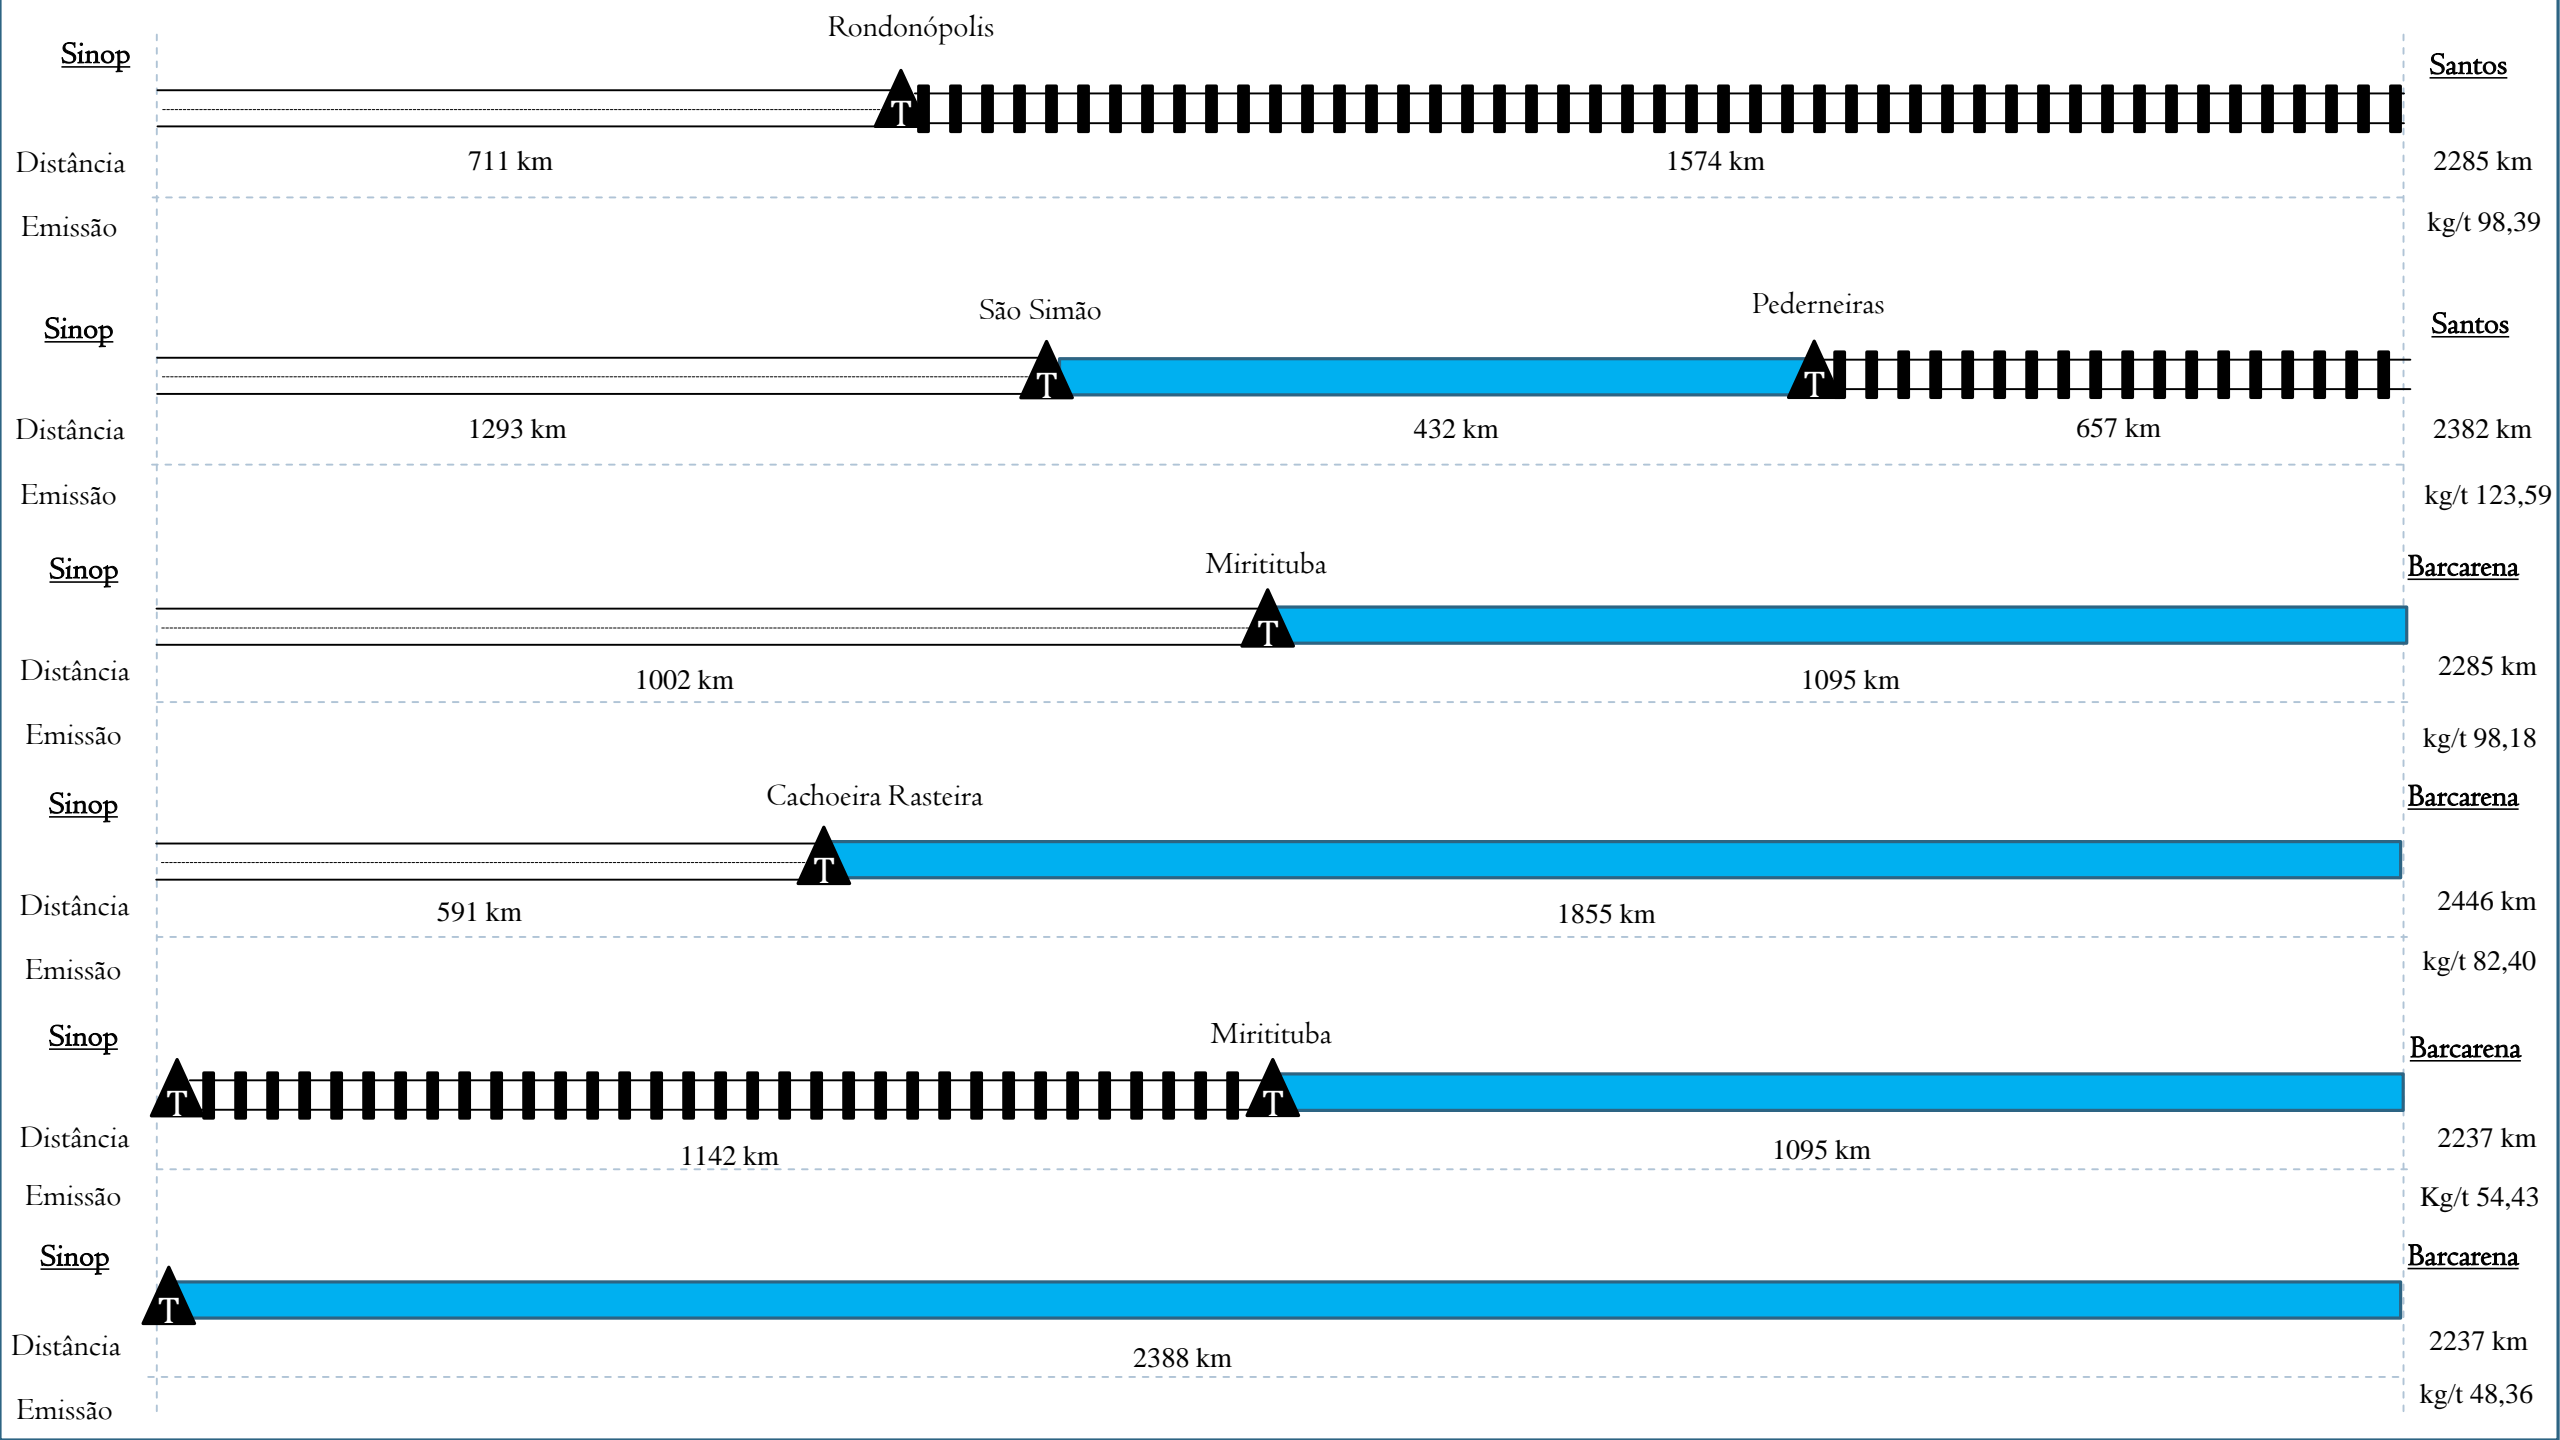 Rondonópolis
Sinop
Santos
T
Distância 711 km 1574 km 2285 km
Emissão kg/t 98,39
São Simão Pederneiras
Sinop Santos
T T
Distância 1293 km 432 km 657 km 2382 km
Emissão kg/t 123,59
Miritituba
Sinop Barcarena
T
Distância 1002 km 1095 km 2285 km
Emissão kg/t 98,18
Cachoeira Rasteira
Sinop Barcarena
T
Distância 591 km 1855 km 2446 km
Emissão kg/t 82,40
Miritituba
Sinop Barcarena
T T
Distância 1142 km 1095 km 2237 km
Emissão Kg/t 54,43
Sinop Barcarena
T
Distância 2388 km 2237 km
Emissão kg/t 48,36